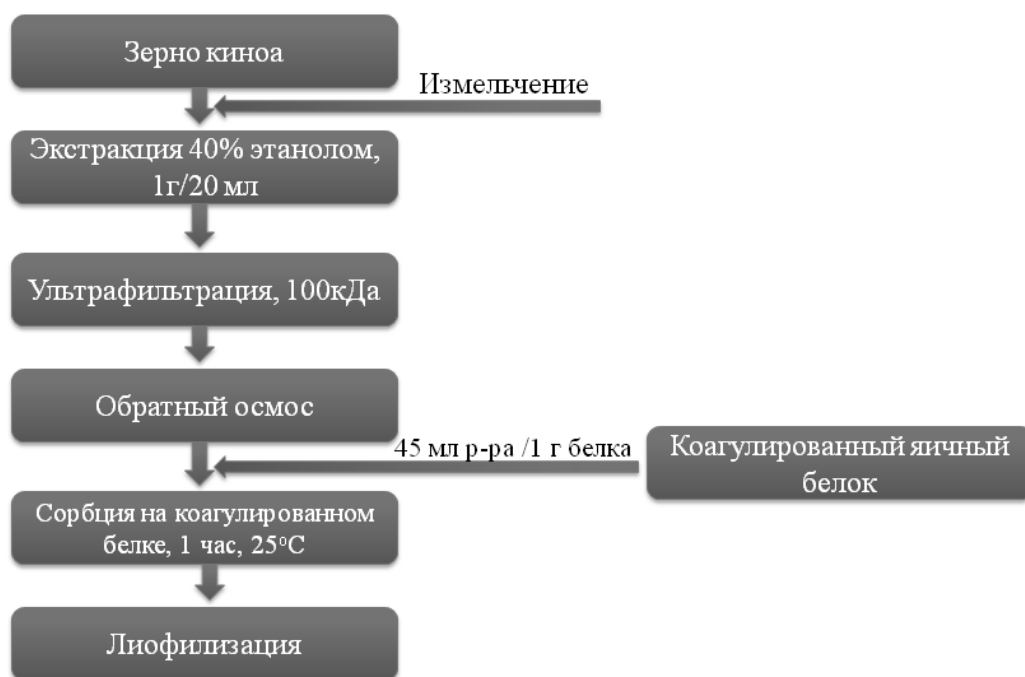 Зерно киноа
Измельчение
Экстракция 40% этанолом,
1г/20 мл
Ультрафильтрация, 100кДа
Обратный осмос
45 мл р-ра /1 г белка
Коагулированный яичный
белок
Сорбция на коагулированном
белке, 1 час, 25°С
Лиофилизация